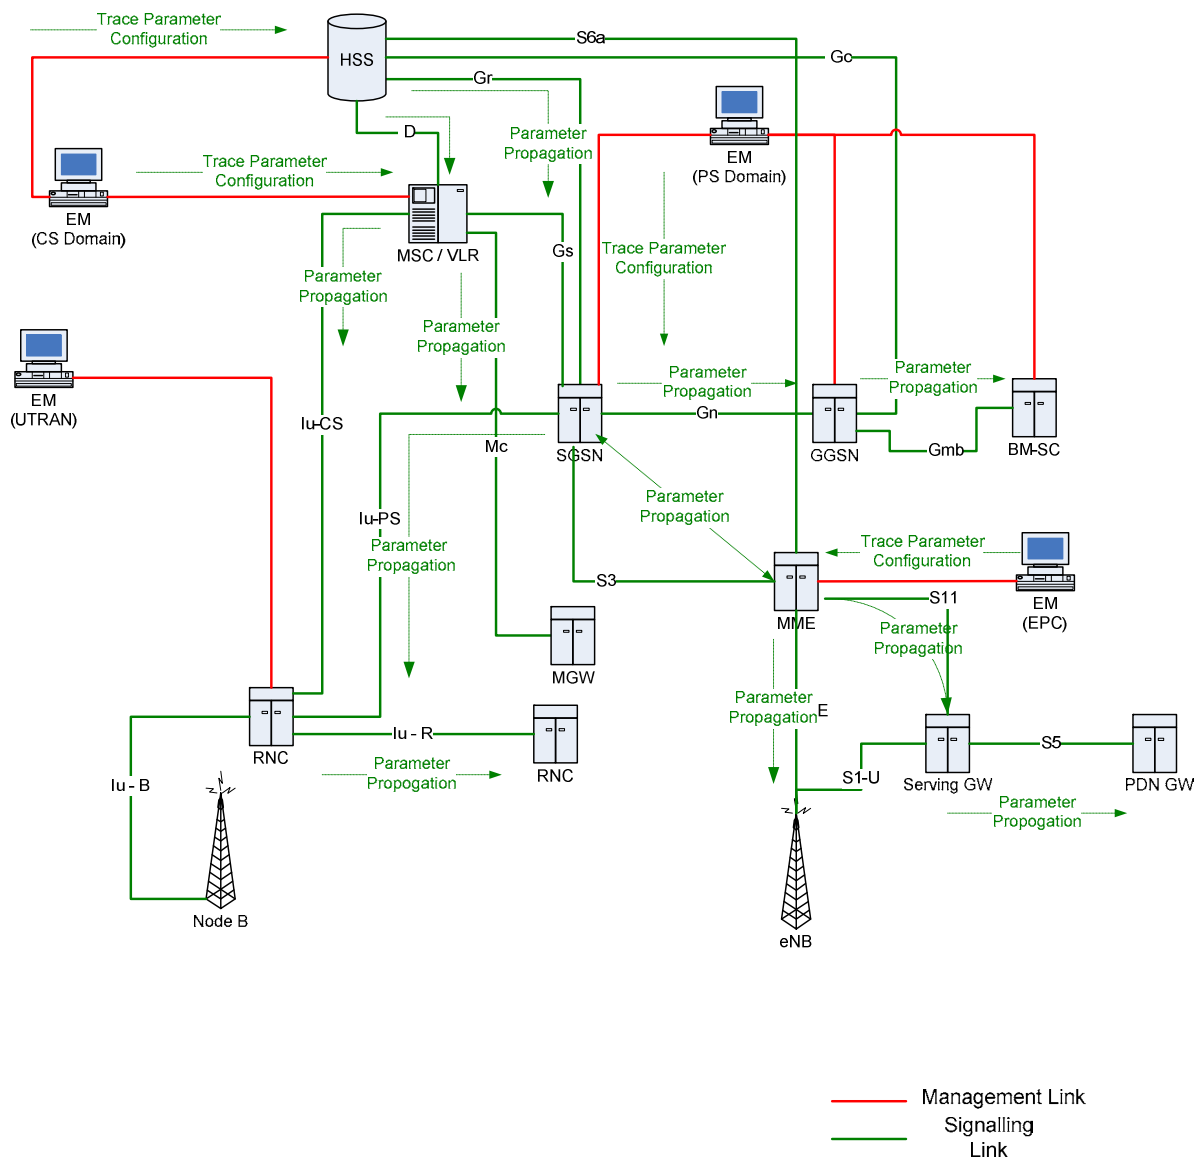 Trace Parameter
Configuration
HSS
S6a
Gc
Gr
D
Parameter
Propagation
EM
(PS Domain)
Trace Parameter
Configuration
EM
(CS Domain)
MSC / VLR
Gs
Trace Parameter
Configuration
Parameter
Propagation
Parameter
Propagation
EM
(UTRAN)
Parameter
Propagation
Parameter
Propagation
Iu-CS
Gn
Mc
SGSN
GGSN
Gmb
BM-SC
Iu-PS
Parameter
Propagation
Parameter
Propagation
Trace Parameter
Configuration
S3
MME
S11
EM
(EPC)
Parameter
Propagation
MGW
Parameter
Propagation
E
RNC
Iu - R
RNC
Parameter
Propogation
Iu - B
S1-U
S5
Serving GW
PDN GW
Parameter
Propogation
Node B
eNB
Management Link
Signalling
Link